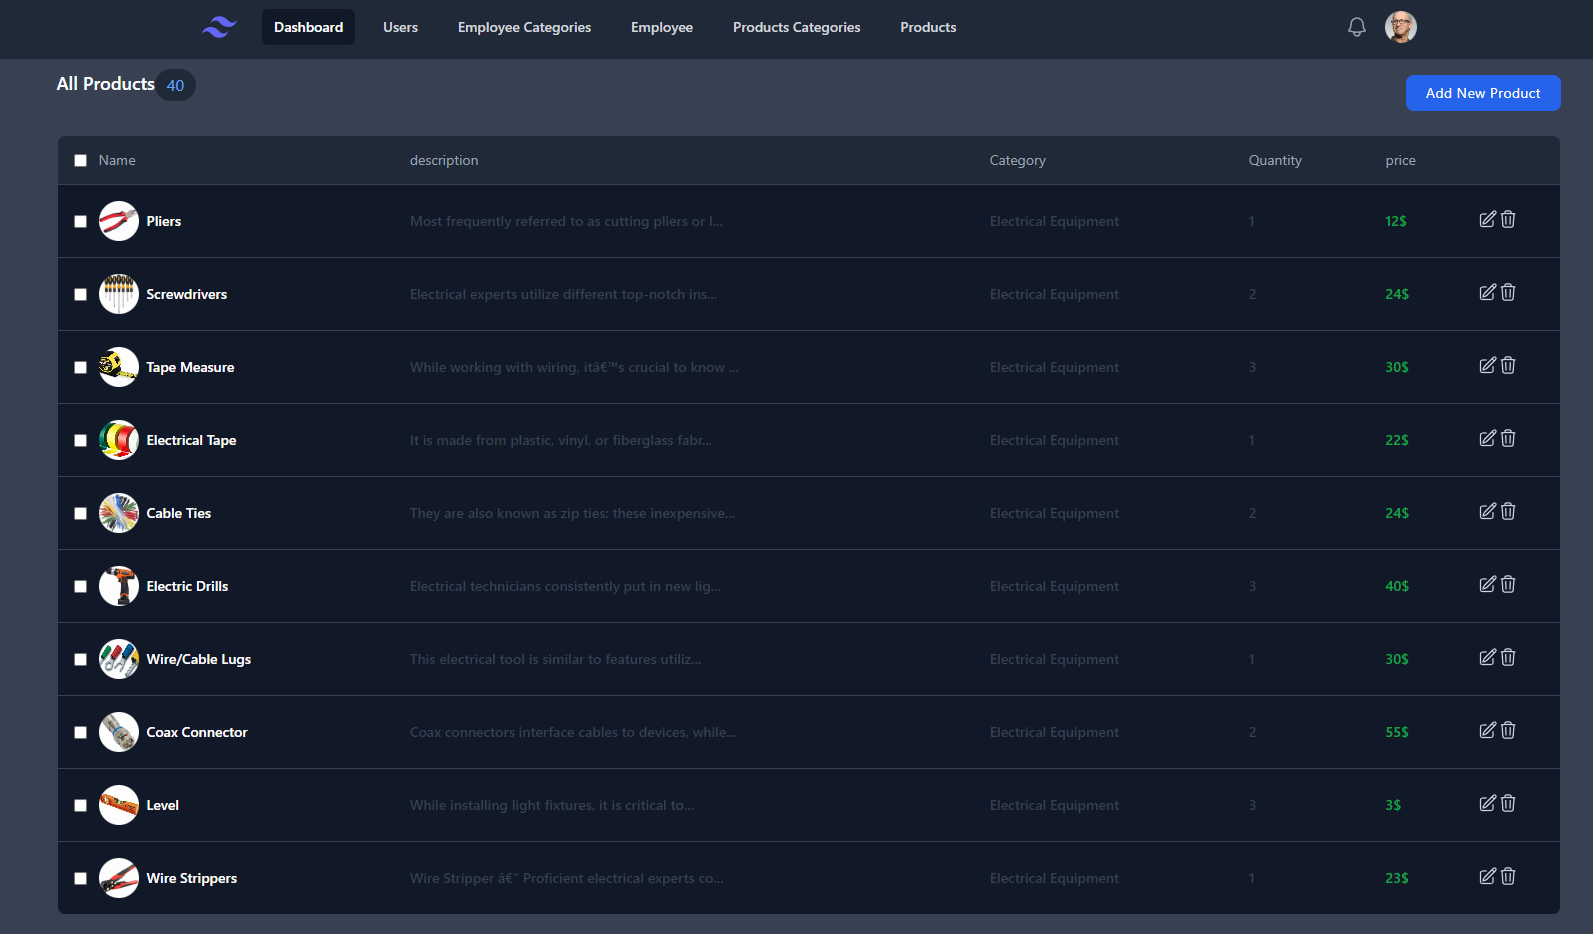 Dashboard Users Employee Categories Employee Products Categories Products
All Products 40
Add New Product
Name description Category Quantity price
Pliers Most frequently referred to as cutting pliers or l... Electrical Equipment 1 12$
Screwdrivers Electrical experts utilize different top-notch ins... Electrical Equipment 2 24$
Tape Measure While working with wiring, itâ€™s crucial to know ... Electrical Equipment 3 30$
Electrical Tape It is made from plastic, vinyl, or fiberglass fabr... Electrical Equipment 1 22$
Cable Ties They are also known as zip ties; these inexpensive... Electrical Equipment 2 24$
Electric Drills Electrical technicians consistently put in new lig... Electrical Equipment 3 40$
Wire/Cable Lugs This electrical tool is similar to features utiliz... Electrical Equipment 1 30$
Coax Connector Coax connectors interface cables to devices, while... Electrical Equipment 2 55$
Level While installing light fixtures, it is critical to... Electrical Equipment 3 3$
Wire Strippers Wire Stripper â€“ Proficient electrical experts co... Electrical Equipment 1 23$